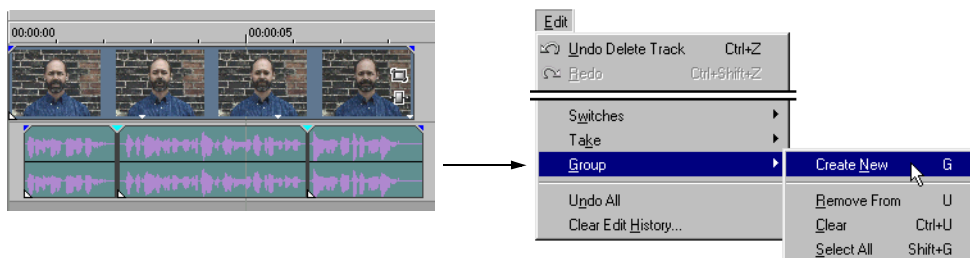 00:00:00 00:00:05
Edit
Undo Delete Track Ctrl+Z
Redo Ctrl+Shift+Z
Switches
Take
Group
Create New G
Undo All
Remove From U
Clear Edit History...
Clear Ctrl+U
Select All Shift+G